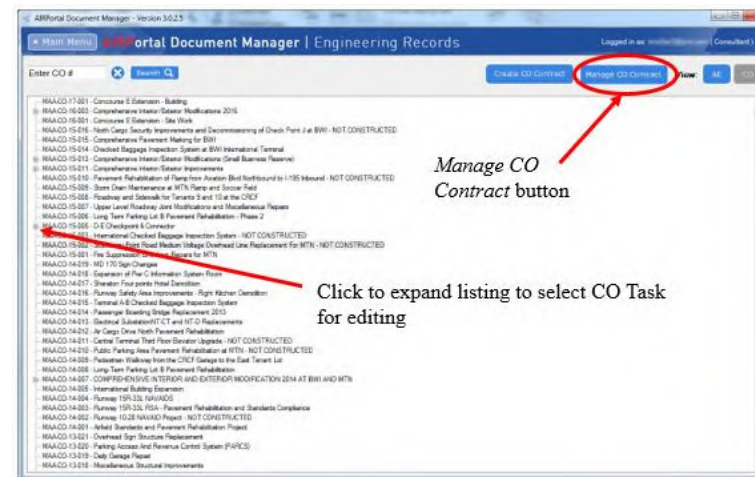 AIRPortal Document Manager - Version 3.0.2.5
Main Menu AIRPortal Document Manager | Engineering Records
Logged in as: (Consultant)
Enter CO # Search Create CO Contract Manage CO Contract View: AE CO
MAA-CO-17-001 - Concourse E Extension - Building
MAA-CO-16-003 - Comprehensive Interior/Exterior Modifications 2016
MAA-CO-16-001 - Concourse E Extension - Site Work
MAA-CO-15-016 - North Cargo Security Improvements and Decommissioning of Check Point J at BWI - NOT CONSTRUCTED
MAA-CO-15-015 - Comprehensive Pavement Marking for BWI
MAA-CO-15-014 - Checked Baggage Inspection System at BWI International Terminal
MAA-CO-15-013 - Comprehensive Interior/Exterior Modifications (Small Business Reserve)
MAA-CO-15-011 - Comprehensive Interior/Exterior Improvements
MAA-CO-15-010 - Pavement Rehabilitation of Ramp from Aviation Blvd Northbound to I-195 Inbound - NOT CONSTRUCTED
MAA-CO-15-009 - Storm Drain Maintenance at MTN Ramp and Soccer Field
MAA-CO-15-008 - Roadway and Sidewalk for Tenants 9 and 10 at the CRCF
MAA-CO-15-007 - Upper Level Roadway Joint Modifications and Miscellaneous Repairs
MAA-CO-15-006 - Long Term Parking Lot B Pavement Rehabilitation - Phase 2
MAA-CO-15-005 - D-E Checkpoint & Connector
MAA-CO-15-003 - International Checked Baggage Inspection System - NOT CONSTRUCTED
MAA-CO-15-002 - Point Road Medium Voltage Overhead Line Replacement For MTN - NOT CONSTRUCTED
MAA-CO-15-001 - Fire Suppression Repairs for MTN
MAA-CO-14-019 - MD 170 Sign Changes
MAA-CO-14-018 - Expansion of Pier C Information System Room
MAA-CO-14-017 - Sheraton Four points Hotel Demolition
MAA-CO-14-016 - Runway Safety Area Improvements - Right Kitchen Demolition
MAA-CO-14-015 - Terminal A-B Checked Baggage Inspection System
MAA-CO-14-014 - Passenger Boarding Bridge Replacement 2013
MAA-CO-14-013 - Electrical Substation NT-CT and NT-D Replacements
MAA-CO-14-012 - Air Cargo Drive North Pavement Rehabilitation
MAA-CO-14-011 - Central Terminal Third Floor Elevator Upgrade - NOT CONSTRUCTED
MAA-CO-14-010 - Public Parking Area Pavement Rehabilitation at MTN - NOT CONSTRUCTED
MAA-CO-14-009 - Pedestrian Walkway from the CRCF Garage to the East Tenant Lot
MAA-CO-14-008 - Long Term Parking Lot B Pavement Rehabilitation
MAA-CO-14-007 - COMPREHENSIVE INTERIOR AND EXTERIOR MODIFICATION 2014 AT BWI AND MTN
MAA-CO-14-005 - International Building Expansion
MAA-CO-14-004 - Runway 15R-33L NAVAIDS
MAA-CO-14-003 - Runway 15R-33L RSA - Pavement Rehabilitation and Standards Compliance
MAA-CO-14-002 - Runway 10-28 NAVAID Project - NOT CONSTRUCTED
MAA-CO-14-001 - Airfield Standards and Pavement Rehabilitation Project
MAA-CO-13-021 - Overhead Sign Structure Replacement
MAA-CO-13-020 - Parking Access And Revenue Control System (PARCS)
MAA-CO-13-019 - Daily Garage Repair
MAA-CO-13-018 - Miscellaneous Structural Improvements
Manage CO
Contract button
Click to expand listing to select CO Task
for editing